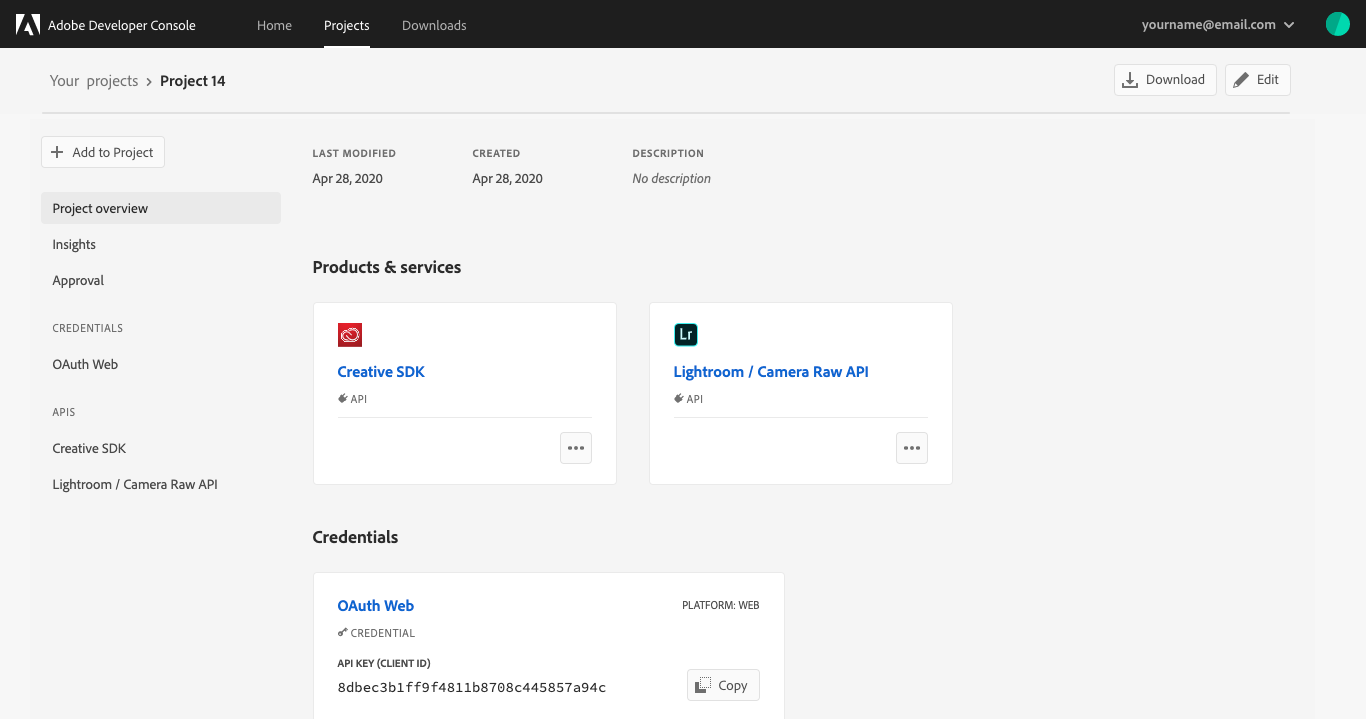 Adobe Developer Console Home Projects Downloads yourname@email.com
Your projects › Project 14 Download Edit
Add to Project
Project overview
Insights
Approval
CREDENTIALS
OAuth Web
APIS
Creative SDK
Lightroom / Camera Raw API
LAST MODIFIED CREATED DESCRIPTION
Apr 28, 2020 Apr 28, 2020 No description
Products & services
Creative SDK
API
Lr
Lightroom / Camera Raw API
API
Credentials
OAuth Web PLATFORM: WEB
CREDENTIAL
API KEY (CLIENT ID)
8dbec3b1ff9f4811b8708c445857a94c Copy